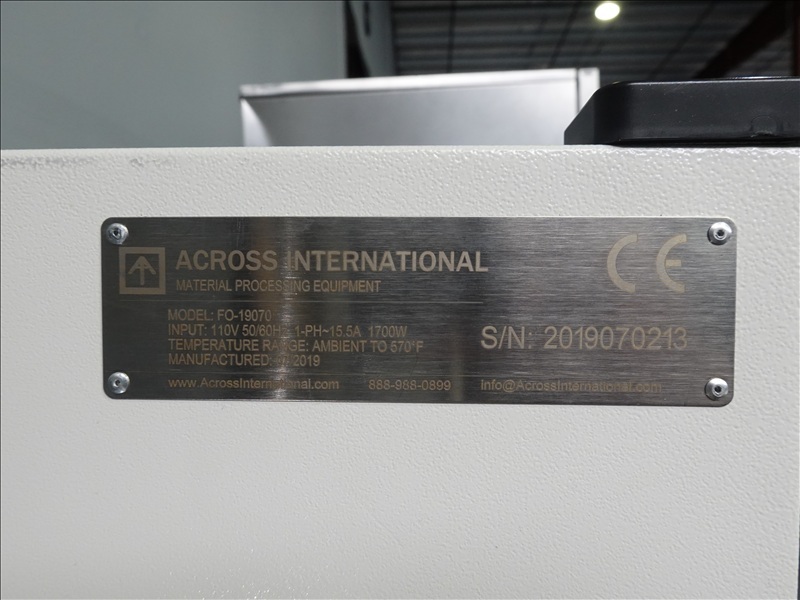 ACROSS INTERNATIONAL
MATERIAL PROCESSING EQUIPMENT
CE
MODEL: FO-19070
INPUT: 110V 50/60Hz 1-PH~15.5A 1700W
TEMPERATURE RANGE: AMBIENT TO 570°F
MANUFACTURED: 2019
S/N: 2019070213
www.AcrossInternational.com 888-988-0899 info@AcrossInternational.com